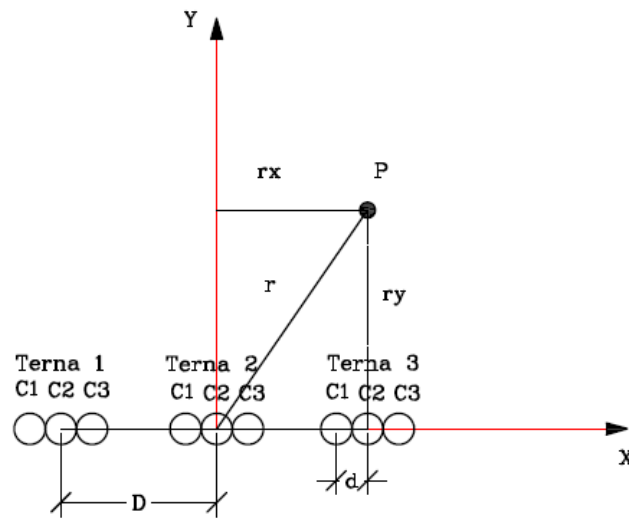 Y
P
rx
r
ry
Terna 1 Terna 2 Terna 3
C1 C2 C3 C1 C2 C3 C1 C2 C3
X
D d